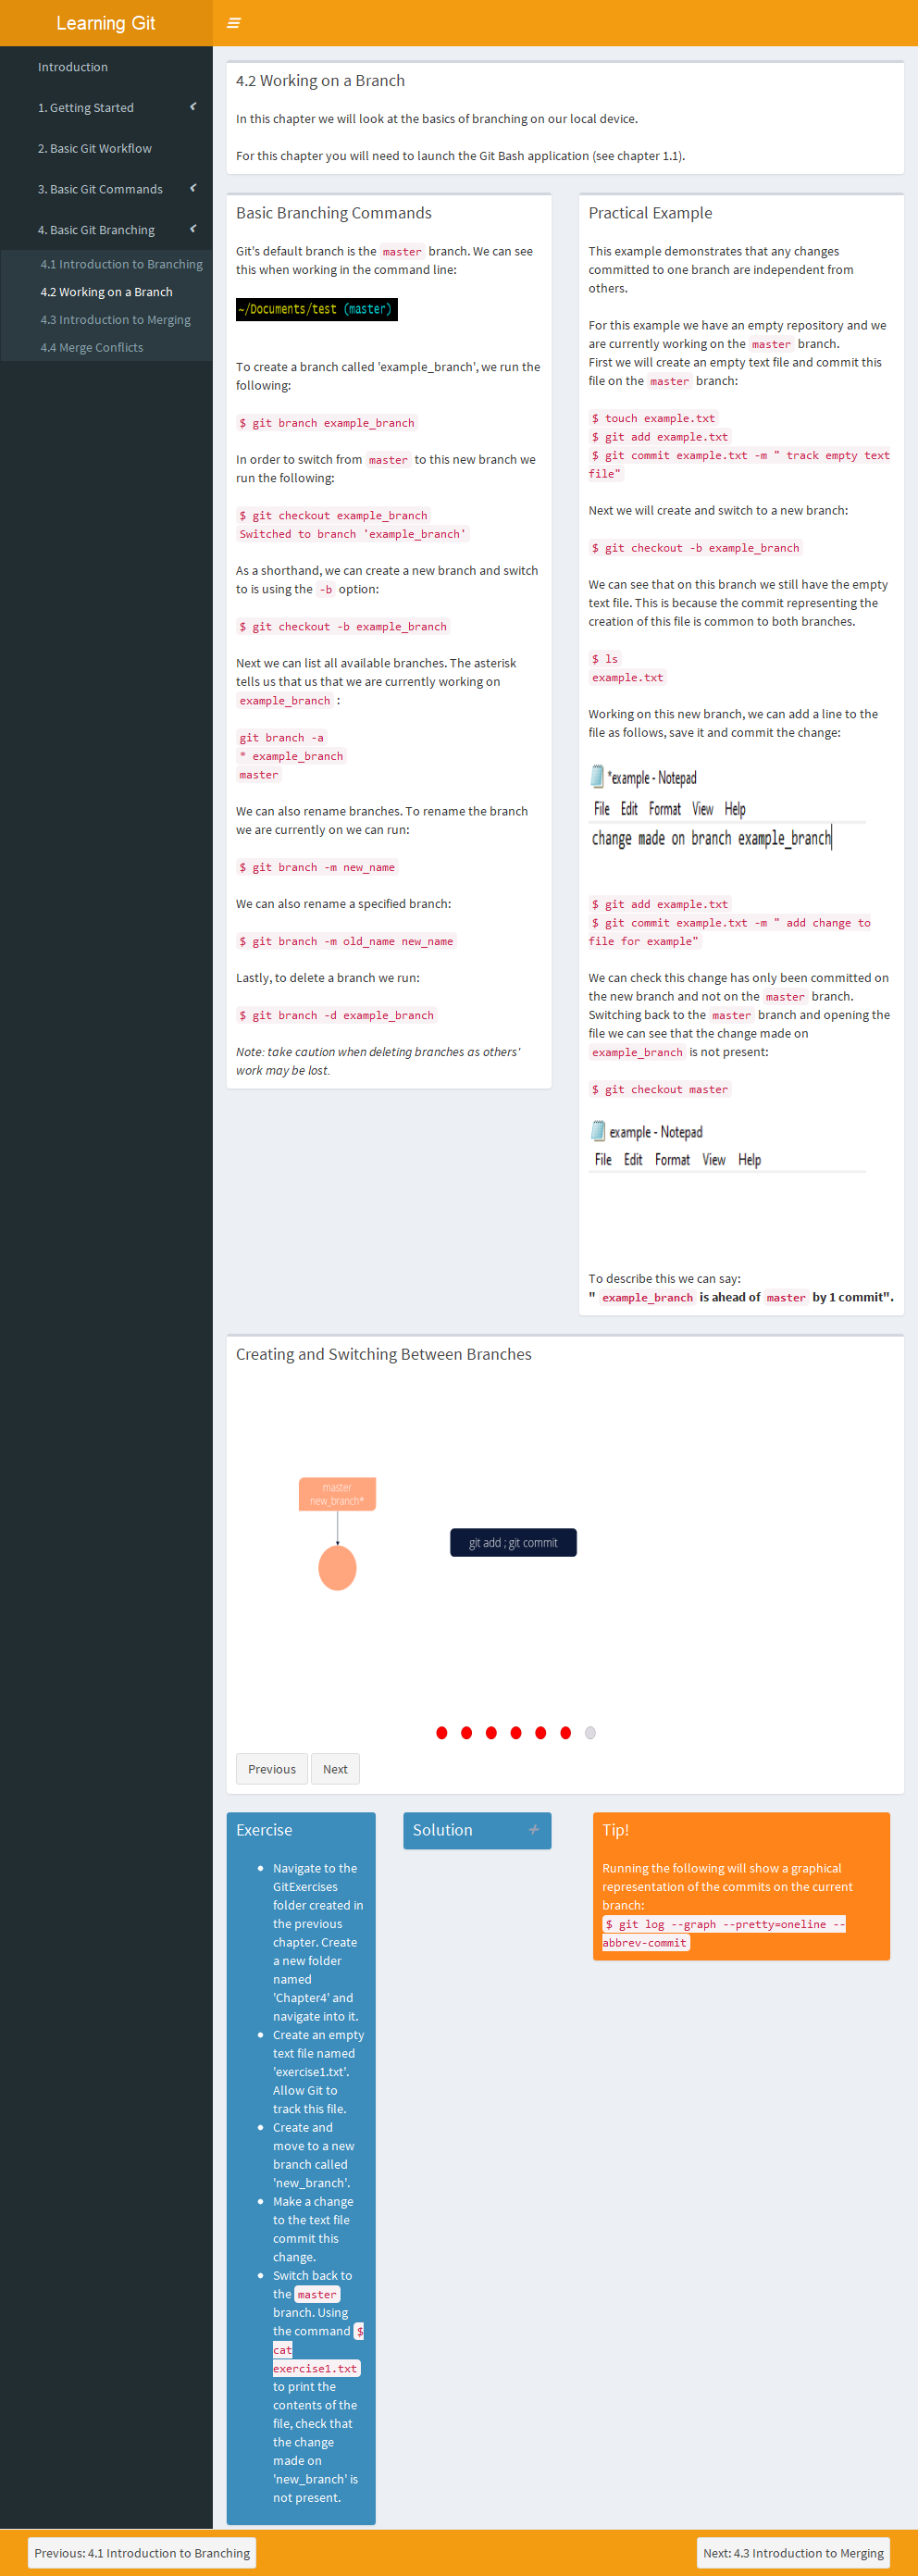 Learning Git
Introduction
1. Getting Started
2. Basic Git Workflow
3. Basic Git Commands
4. Basic Git Branching
4.1 Introduction to Branching
4.2 Working on a Branch
4.3 Introduction to Merging
4.4 Merge Conflicts
4.2 Working on a Branch
In this chapter we will look at the basics of branching on our local device.
For this chapter you will need to launch the Git Bash application (see chapter 1.1).
Basic Branching Commands
Git's default branch is the master branch. We can see
this when working in the command line:
~/Documents/test (master)
To create a branch called 'example_branch', we run the
following:
$ git branch example_branch
In order to switch from master to this new branch we
run the following:
$ git checkout example_branch
Switched to branch 'example_branch'
As a shorthand, we can create a new branch and switch
to is using the -b option:
$ git checkout -b example_branch
Next we can list all available branches. The asterisk
tells us that us that we are currently working on
example_branch :
git branch -a
* example_branch
master
We can also rename branches. To rename the branch
we are currently on we can run:
$ git branch -m new_name
We can also rename a specified branch:
$ git branch -m old_name new_name
Lastly, to delete a branch we run:
$ git branch -d example_branch
Note: take caution when deleting branches as others'
work may be lost.
Practical Example
This example demonstrates that any changes
committed to one branch are independent from
others.
For this example we have an empty repository and we
are currently working on the master branch.
First we will create an empty text file and commit this
file on the master branch:
$ touch example.txt
$ git add example.txt
$ git commit example.txt -m " track empty text
file"
Next we will create and switch to a new branch:
$ git checkout -b example_branch
We can see that on this branch we still have the empty
text file. This is because the commit representing the
creation of this file is common to both branches.
$ ls
example.txt
Working on this new branch, we can add a line to the
file as follows, save it and commit the change:
*example - Notepad
File Edit Format View Help
change made on branch example_branch
$ git add example.txt
$ git commit example.txt -m " add change to
file for example"
We can check this change has only been committed on
the new branch and not on the master branch.
Switching back to the master branch and opening the
file we can see that the change made on
example_branch is not present:
$ git checkout master
example - Notepad
File Edit Format View Help
To describe this we can say:
" example_branch is ahead of master by 1 commit".
Creating and Switching Between Branches
master
new_branch*
git add ; git commit
Previous
Next
Exercise
Navigate to the
GitExercises
folder created in
the previous
chapter. Create
a new folder
named
'Chapter4' and
navigate into it.
Create an empty
text file named
'exercise1.txt'.
Allow Git to
track this file.
Create and
move to a new
branch called
'new_branch'.
Make a change
to the text file
commit this
change.
Switch back to
the master
branch. Using
the command $
cat
exercise1.txt
to print the
contents of the
file, check that
the change
made on
'new_branch' is
not present.
Solution
Tip!
Running the following will show a graphical
representation of the commits on the current
branch:
$ git log --graph --pretty=oneline --
abbrev-commit
Previous: 4.1 Introduction to Branching
Next: 4.3 Introduction to Merging